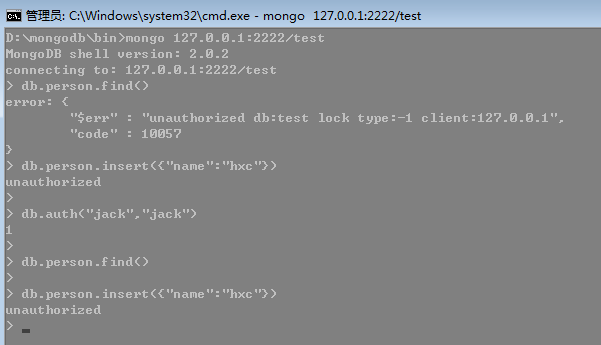 管理员: C:\Windows\system32\cmd.exe - mongo  127.0.0.1:2222/test
D:\mongodb\bin>mongo 127.0.0.1:2222/test
MongoDB shell version: 2.0.2
connecting to: 127.0.0.1:2222/test
> db.person.find()
error: {
        "$err" : "unauthorized db:test lock type:-1 client:127.0.0.1",
        "code" : 10057
}
> db.person.insert({"name":"hxc"})
unauthorized
>
> db.auth("jack","jack")
1
>
> db.person.find()
>
> db.person.insert({"name":"hxc"})
unauthorized
>